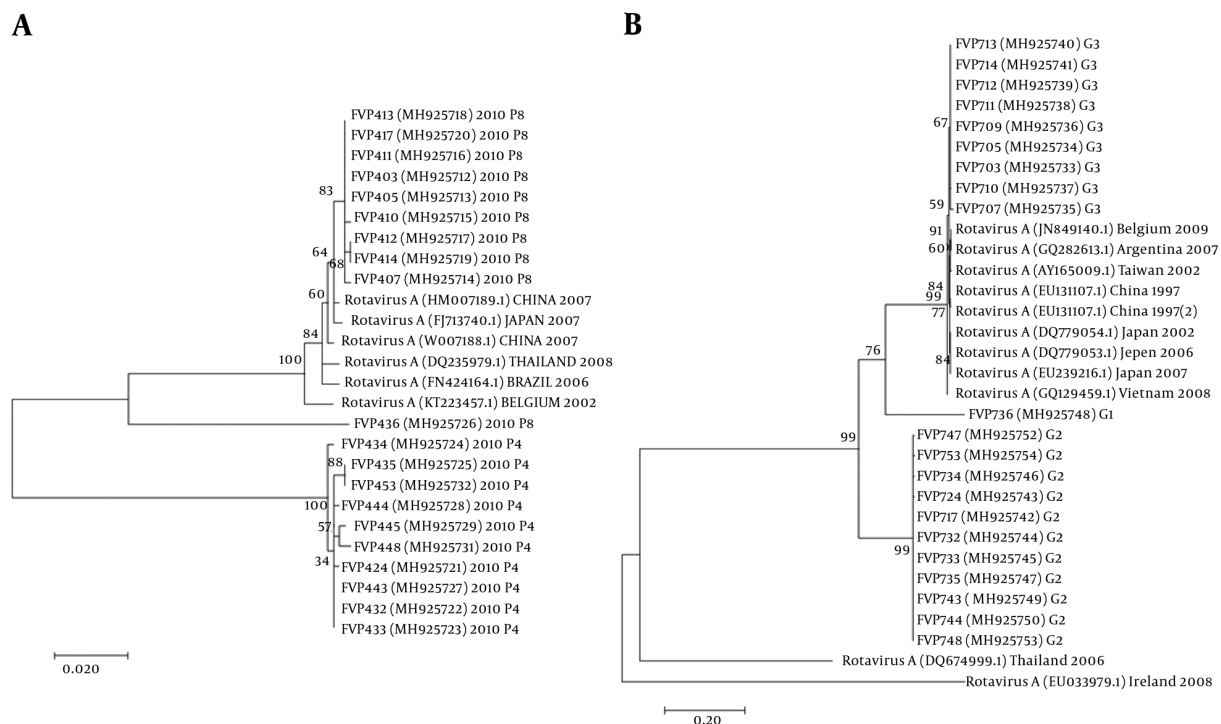 A
FVP413 (MH925718) 2010 P8
FVP417 (MH925720) 2010 P8
FVP411 (MH925716) 2010 P8
FVP403 (MH925712) 2010 P8
FVP405 (MH925713) 2010 P8
FVP410 (MH925715) 2010 P8
FVP412 (MH925717) 2010 P8
FVP414 (MH925719) 2010 P8
FVP407 (MH925714) 2010 P8
Rotavirus A (HM007189.1) CHINA 2007
Rotavirus A (FJ713740.1) JAPAN 2007
Rotavirus A (W007188.1) CHINA 2007
Rotavirus A (DQ235979.1) THAILAND 2008
Rotavirus A (FN424164.1) BRAZIL 2006
Rotavirus A (KT223457.1) BELGIUM 2002
FVP436 (MH925726) 2010 P8
FVP434 (MH925724) 2010 P4
FVP435 (MH925725) 2010 P4
FVP453 (MH925732) 2010 P4
FVP444 (MH925728) 2010 P4
FVP445 (MH925729) 2010 P4
FVP448 (MH925731) 2010 P4
FVP424 (MH925721) 2010 P4
FVP443 (MH925727) 2010 P4
FVP432 (MH925722) 2010 P4
FVP433 (MH925723) 2010 P4
83
64
68
60
84
100
88
100
57
34
0.020
B
FVP713 (MH925740) G3
FVP714 (MH925741) G3
FVP712 (MH925739) G3
FVP711 (MH925738) G3
FVP709 (MH925736) G3
FVP705 (MH925734) G3
FVP703 (MH925733) G3
FVP710 (MH925737) G3
FVP707 (MH925735) G3
Rotavirus A (JN849140.1) Belgium 2009
Rotavirus A (GQ282613.1) Argentina 2007
Rotavirus A (AY165009.1) Taiwan 2002
Rotavirus A (EU131107.1) China 1997
Rotavirus A (EU131107.1) China 1997(2)
Rotavirus A (DQ779054.1) Japan 2002
Rotavirus A (DQ779053.1) Jepen 2006
Rotavirus A (EU239216.1) Japan 2007
Rotavirus A (GQ129459.1) Vietnam 2008
FVP736 (MH925748) G1
FVP747 (MH925752) G2
FVP753 (MH925754) G2
FVP734 (MH925746) G2
FVP724 (MH925743) G2
FVP717 (MH925742) G2
FVP732 (MH925744) G2
FVP733 (MH925745) G2
FVP735 (MH925747) G2
FVP743 ( MH925749) G2
FVP744 (MH925750) G2
FVP748 (MH925753) G2
Rotavirus A (DQ674999.1) Thailand 2006
Rotavirus A (EU033979.1) Ireland 2008
67
59
91
60
84
99
77
84
76
99
99
0.20